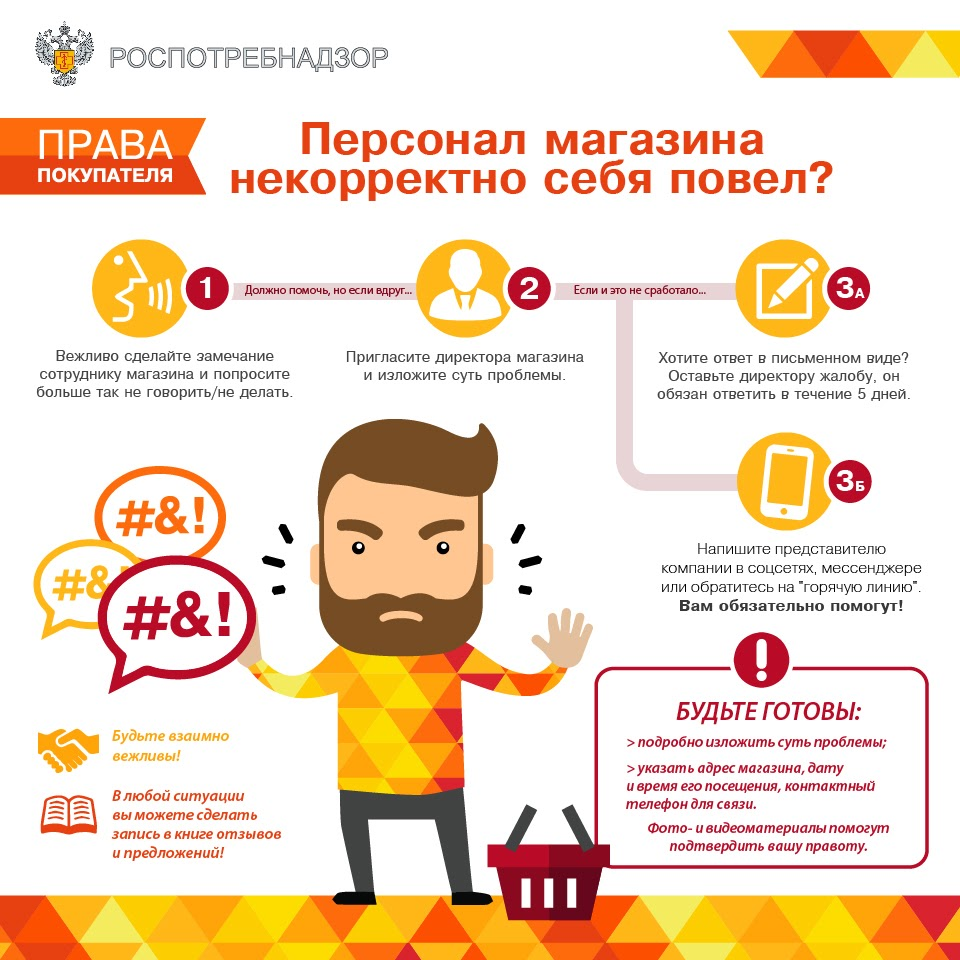 РОСПОТРЕБНАДЗОР
ПРАВА
ПОКУПАТЕЛЯ
Персонал магазина
некорректно себя повел?
1
Должно помочь, но если вдруг...
2
Если и это не сработало...
3А
Вежливо сделайте замечание
сотруднику магазина и попросите
больше так не говорить/не делать.
Пригласите директора магазина
и изложите суть проблемы.
Хотите ответ в письменном виде?
Оставьте директору жалобу, он
обязан ответить в течение 5 дней.
3Б
Напишите представителю
компании в соцсетях, мессенджере
или обратитесь на "горячую линию".
Вам обязательно помогут!
#&!
#&!
#&!
Будьте взаимно
вежливы!
В любой ситуации
вы можете сделать
запись в книге отзывов
и предложений!
!
БУДЬТЕ ГОТОВЫ:
> подробно изложить суть проблемы;
> указать адрес магазина, дату
и время его посещения, контактный
телефон для связи.
Фото- и видеоматериалы помогут
подтвердить вашу правоту.